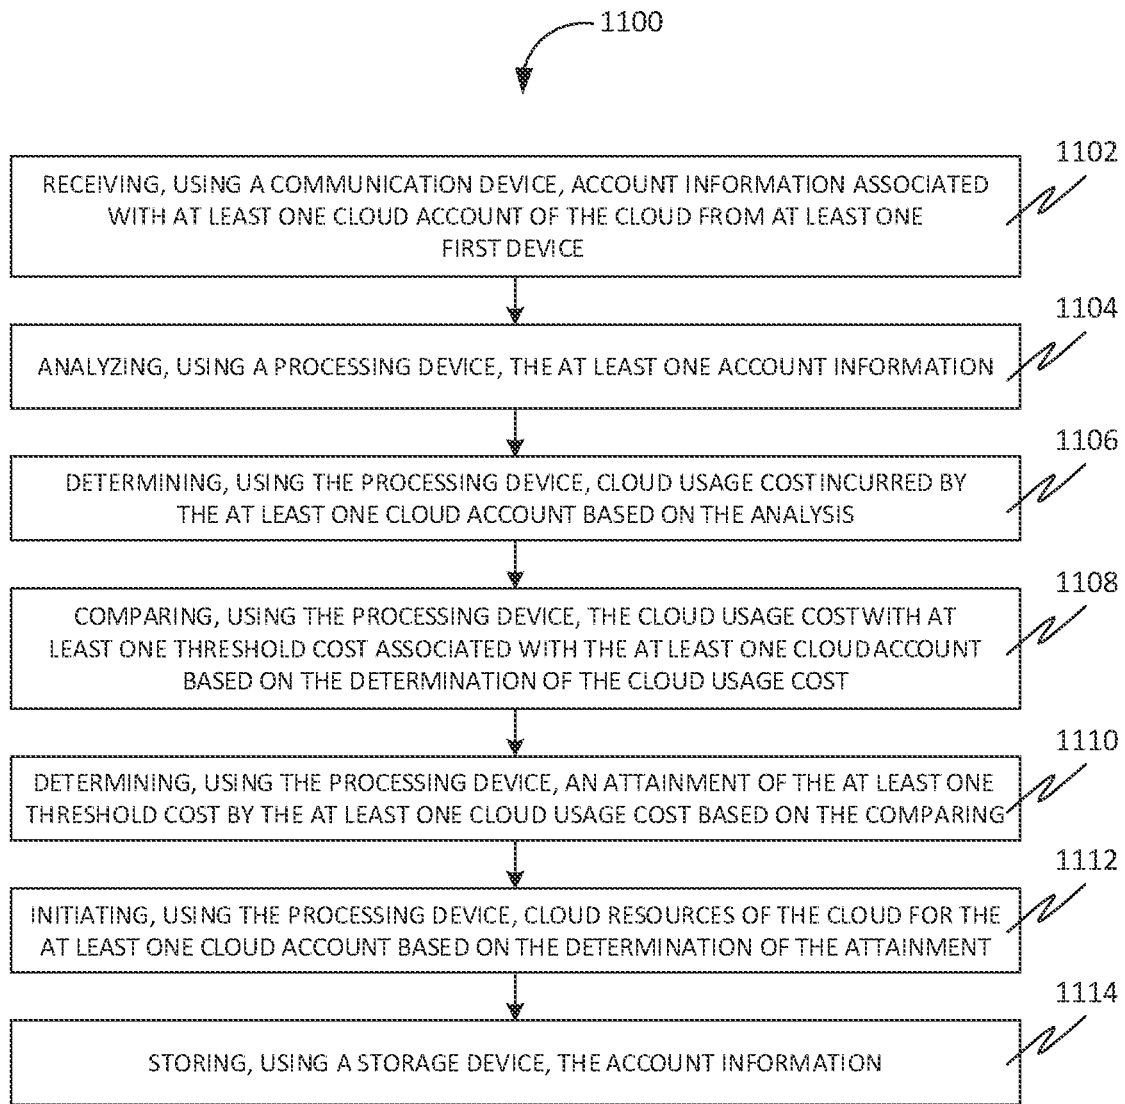 1100
1102
RECEIVING, USING A COMMUNICATION DEVICE, ACCOUNT INFORMATION ASSOCIATED
WITH AT LEAST ONE CLOUD ACCOUNT OF THE CLOUD FROM AT LEAST ONE
FIRST DEVICE
1104
ANALYZING, USING A PROCESSING DEVICE, THE AT LEAST ONE ACCOUNT INFORMATION
1106
DETERMINING, USING THE PROCESSING DEVICE, CLOUD USAGE COST INCURRED BY
THE AT LEAST ONE CLOUD ACCOUNT BASED ON THE ANALYSIS
1108
COMPARING, USING THE PROCESSING DEVICE, THE CLOUD USAGE COST WITH AT
LEAST ONE THRESHOLD COST ASSOCIATED WITH THE AT LEAST ONE CLOUD ACCOUNT
BASED ON THE DETERMINATION OF THE CLOUD USAGE COST
1110
DETERMINING, USING THE PROCESSING DEVICE, AN ATTAINMENT OF THE AT LEAST ONE
THRESHOLD COST BY THE AT LEAST ONE CLOUD USAGE COST BASED ON THE COMPARING
1112
INITIATING, USING THE PROCESSING DEVICE, CLOUD RESOURCES OF THE CLOUD FOR THE
AT LEAST ONE CLOUD ACCOUNT BASED ON THE DETERMINATION OF THE ATTAINMENT
1114
STORING, USING A STORAGE DEVICE, THE ACCOUNT INFORMATION